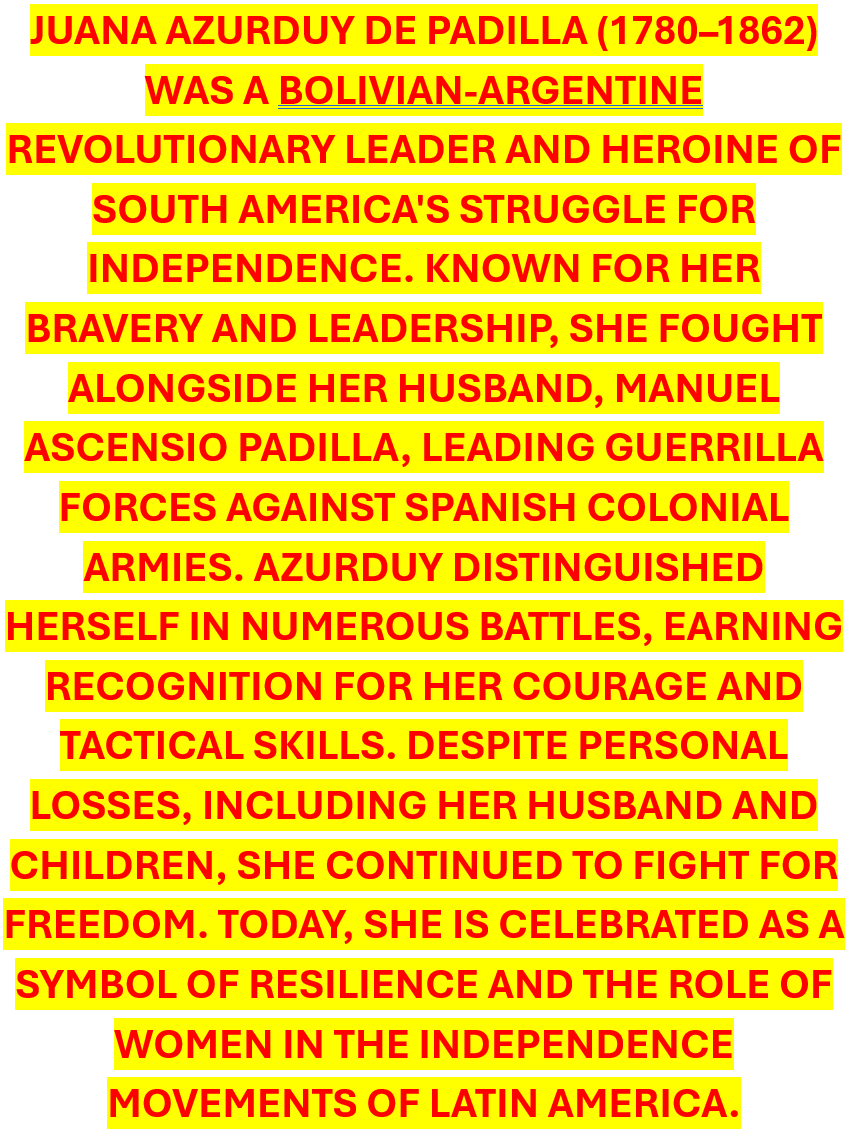 JUANA AZURDUY DE PADILLA (1780–1862)
WAS A BOLIVIAN-ARGENTINE
REVOLUTIONARY LEADER AND HEROINE OF
SOUTH AMERICA'S STRUGGLE FOR
INDEPENDENCE. KNOWN FOR HER
BRAVERY AND LEADERSHIP, SHE FOUGHT
ALONGSIDE HER HUSBAND, MANUEL
ASCENSIO PADILLA, LEADING GUERRILLA
FORCES AGAINST SPANISH COLONIAL
ARMIES. AZURDUY DISTINGUISHED
HERSELF IN NUMEROUS BATTLES, EARNING
RECOGNITION FOR HER COURAGE AND
TACTICAL SKILLS. DESPITE PERSONAL
LOSSES, INCLUDING HER HUSBAND AND
CHILDREN, SHE CONTINUED TO FIGHT FOR
FREEDOM. TODAY, SHE IS CELEBRATED AS A
SYMBOL OF RESILIENCE AND THE ROLE OF
WOMEN IN THE INDEPENDENCE
MOVEMENTS OF LATIN AMERICA.